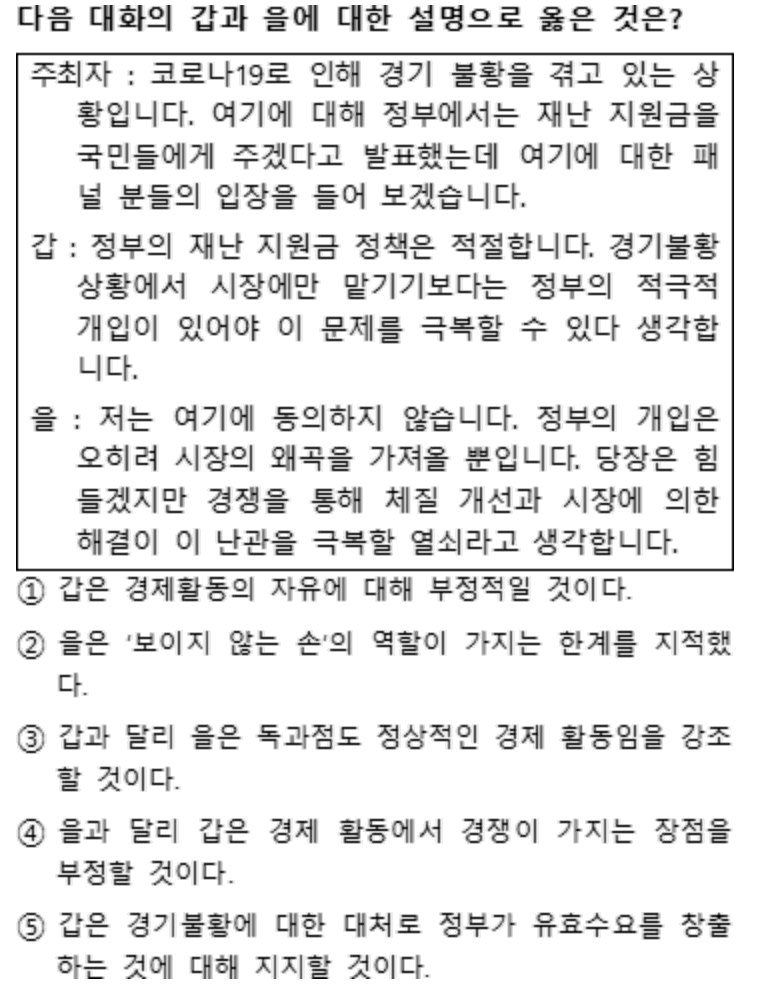 다음 대화의 갑과 을에 대한 설명으로 옳은 것은?
주최자 : 코로나19로 인해 경기 불황을 겪고 있는 상
황입니다. 여기에 대해 정부에서는 재난 지원금을
국민들에게 주겠다고 발표했는데 여기에 대한 패
널 분들의 입장을 들어 보겠습니다.
갑 : 정부의 재난 지원금 정책은 적절합니다. 경기불황
상황에서 시장에만 맡기기보다는 정부의 적극적
개입이 있어야 이 문제를 극복할 수 있다 생각합
니다.
을 : 저는 여기에 동의하지 않습니다. 정부의 개입은
오히려 시장의 왜곡을 가져올 뿐입니다. 당장은 힘
들겠지만 경쟁을 통해 체질 개선과 시장에 의한
해결이 이 난관을 극복할 열쇠라고 생각합니다.
① 갑은 경제활동의 자유에 대해 부정적일 것이다.
② 을은 ‘보이지 않는 손’의 역할이 가지는 한계를 지적했
다.
③ 갑과 달리 을은 독과점도 정상적인 경제 활동임을 강조
할 것이다.
④ 을과 달리 갑은 경제 활동에서 경쟁이 가지는 장점을
부정할 것이다.
⑤ 갑은 경기불황에 대한 대처로 정부가 유효수요를 창출
하는 것에 대해 지지할 것이다.